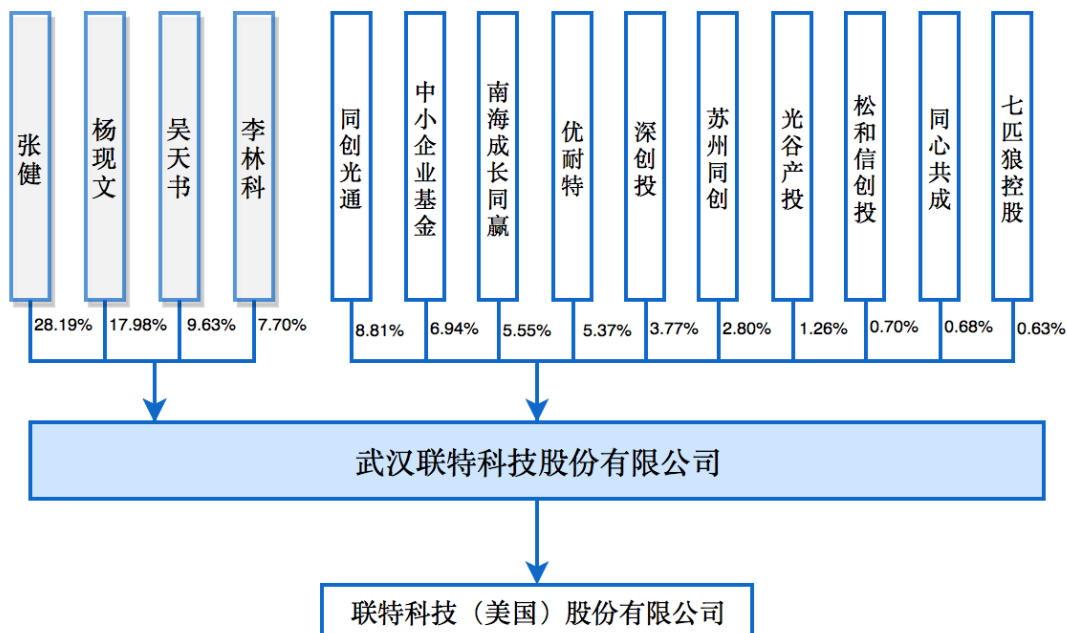 张健
杨现文
吴天书
李林科
同创光通
中小企业基金
南海成长同赢
优耐特
深创投
苏州同创
光谷产投
松和信创投
同心共成
七匹狼控股
28.19%
17.98%
9.63%
7.70%
8.81%
6.94%
5.55%
5.37%
3.77%
2.80%
1.26%
0.70%
0.68%
0.63%
武汉联特科技股份有限公司
联特科技（美国）股份有限公司